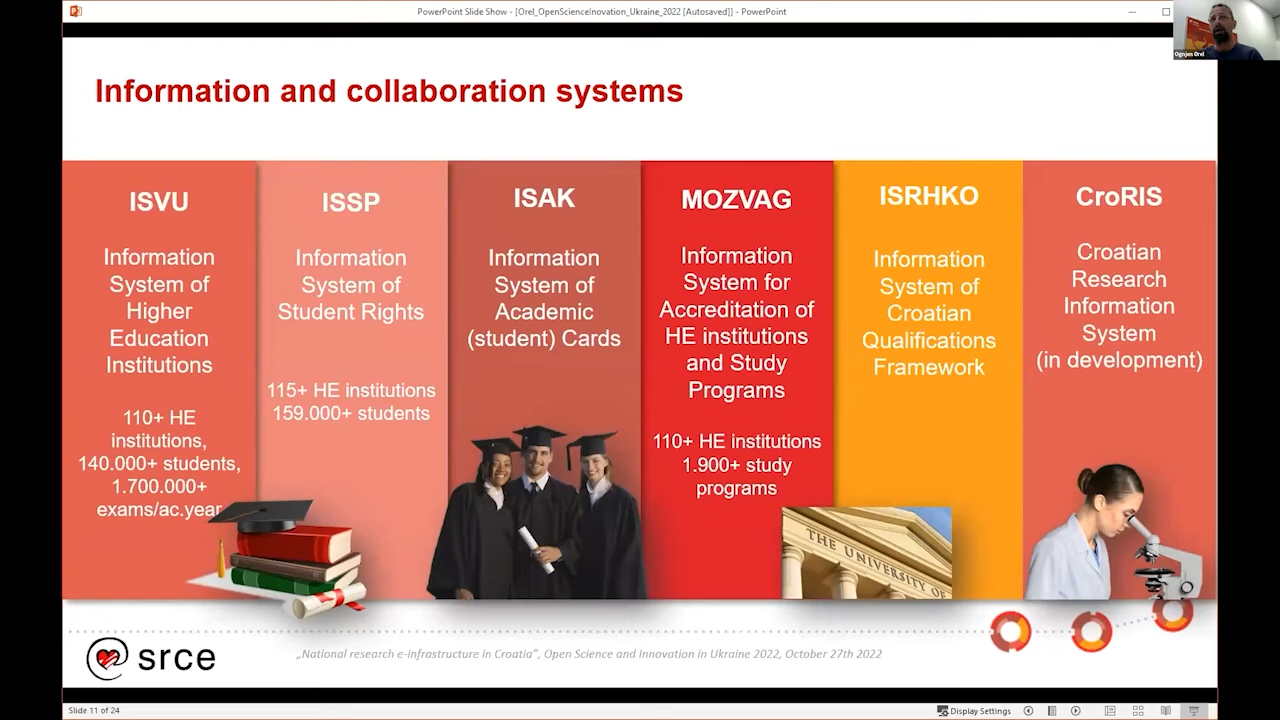 PowerPoint Slide Show - [Orel_OpenScienceInovation_Ukraine_2022 [Autosaved]] - PowerPoint
Ognjen Orel
Information and collaboration systems
ISVU
Information
System of
Higher
Education
Institutions
110+ HE
institutions,
140.000+ students,
1.700.000+
exams/ac.year
ISSP
Information
System of
Student Rights
115+ HE institutions
159.000+ students
ISAK
Information
System of
Academic
(student) Cards
MOZVAG
Information
System for
Accreditation of
HE institutions
and Study
Programs
110+ HE institutions
1.900+ study
programs
ISRHKO
Information
System of
Croatian
Qualifications
Framework
THE UNIVERSITY OF
CroRIS
Croatian
Research
Information
System
(in development)
srce
„National research e-infrastructure in Croatia”, Open Science and Innovation in Ukraine 2022, October 27th 2022
Slide 11 of 24
Display Settings